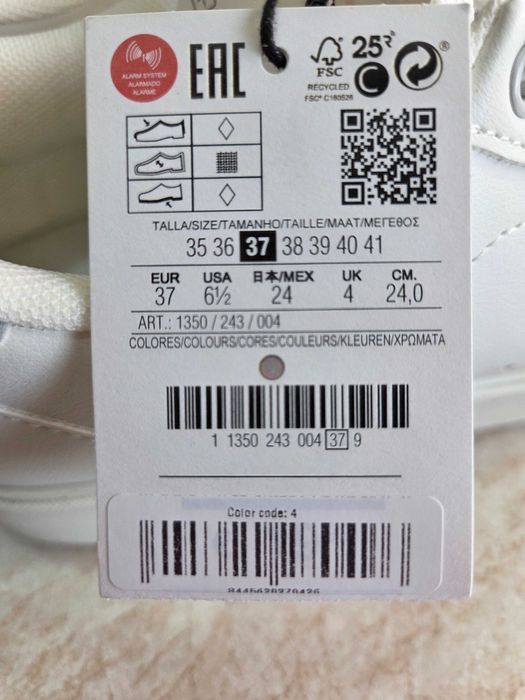 ALARM SYSTEM
ALARMADO
ALARME
EAC
FSC
RECYCLED
FSC® C160526
25
®
TALLA/SIZE/TAMANHO/TAILLE/MAAT/ΜΕΓΕΘΟΣ
35 36 37 38 39 40 41
EUR USA 日本/MEX UK CM.
37 6½ 24 4 24,0
ART.: 1350 / 243 / 004
COLORES/COLOURS/CORES/COULEURS/KLEUREN/ΧΡΩΜΑΤΑ
1 1350 243 004 37 9
Color code: 4
8445629270426